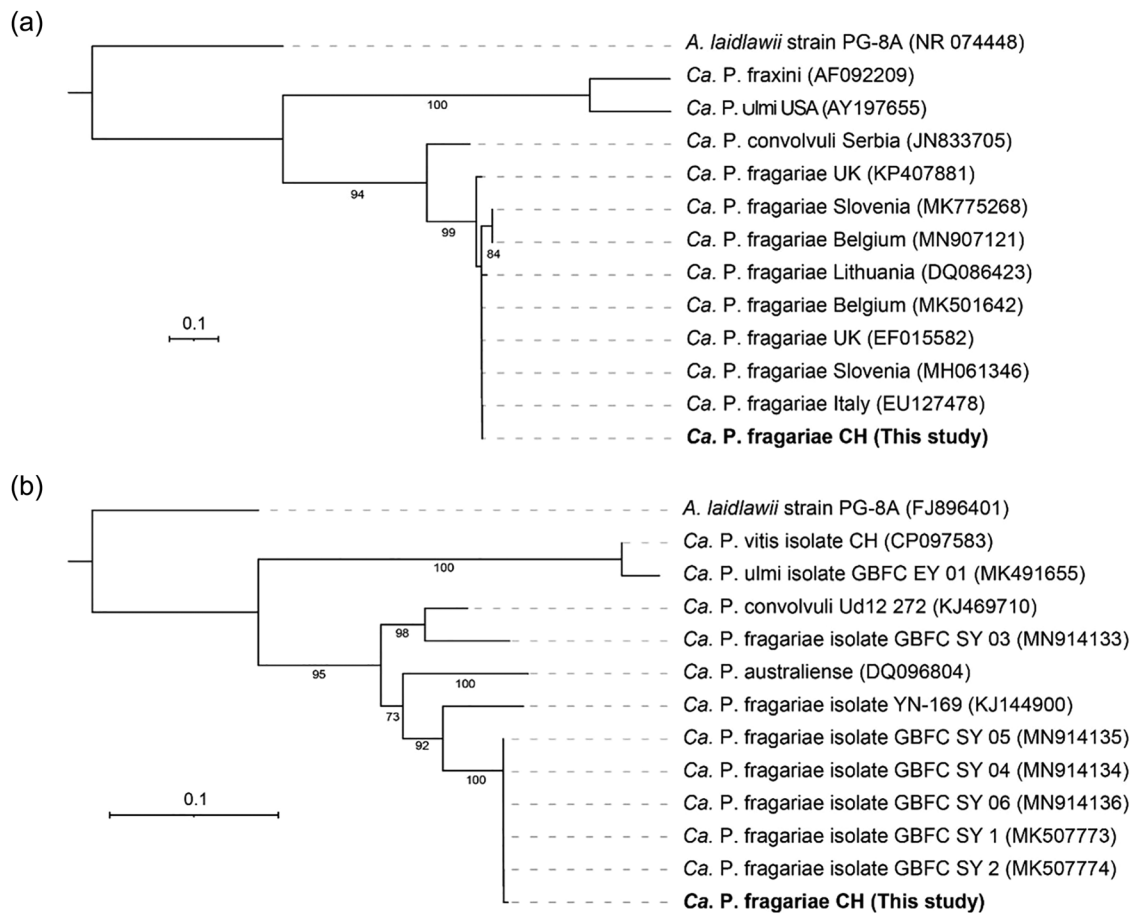 (a)
A. laidlawii strain PG-8A (NR 074448)
Ca. P. fraxini (AF092209)
100
Ca. P. ulmi USA (AY197655)
Ca. P. convolvuli Serbia (JN833705)
Ca. P. fragariae UK (KP407881)
94
Ca. P. fragariae Slovenia (MK775268)
99
Ca. P. fragariae Belgium (MN907121)
84
Ca. P. fragariae Lithuania (DQ086423)
Ca. P. fragariae Belgium (MK501642)
0.1
Ca. P. fragariae UK (EF015582)
Ca. P. fragariae Slovenia (MH061346)
Ca. P. fragariae Italy (EU127478)
Ca. P. fragariae CH (This study)
(b)
A. laidlawii strain PG-8A (FJ896401)
Ca. P. vitis isolate CH (CP097583)
100
Ca. P. ulmi isolate GBFC EY 01 (MK491655)
Ca. P. convolvuli Ud12 272 (KJ469710)
98
Ca. P. fragariae isolate GBFC SY 03 (MN914133)
95
Ca. P. australiense (DQ096804)
100
Ca. P. fragariae isolate YN-169 (KJ144900)
73
Ca. P. fragariae isolate GBFC SY 05 (MN914135)
92
Ca. P. fragariae isolate GBFC SY 04 (MN914134)
100
0.1
Ca. P. fragariae isolate GBFC SY 06 (MN914136)
Ca. P. fragariae isolate GBFC SY 1 (MK507773)
Ca. P. fragariae isolate GBFC SY 2 (MK507774)
Ca. P. fragariae CH (This study)